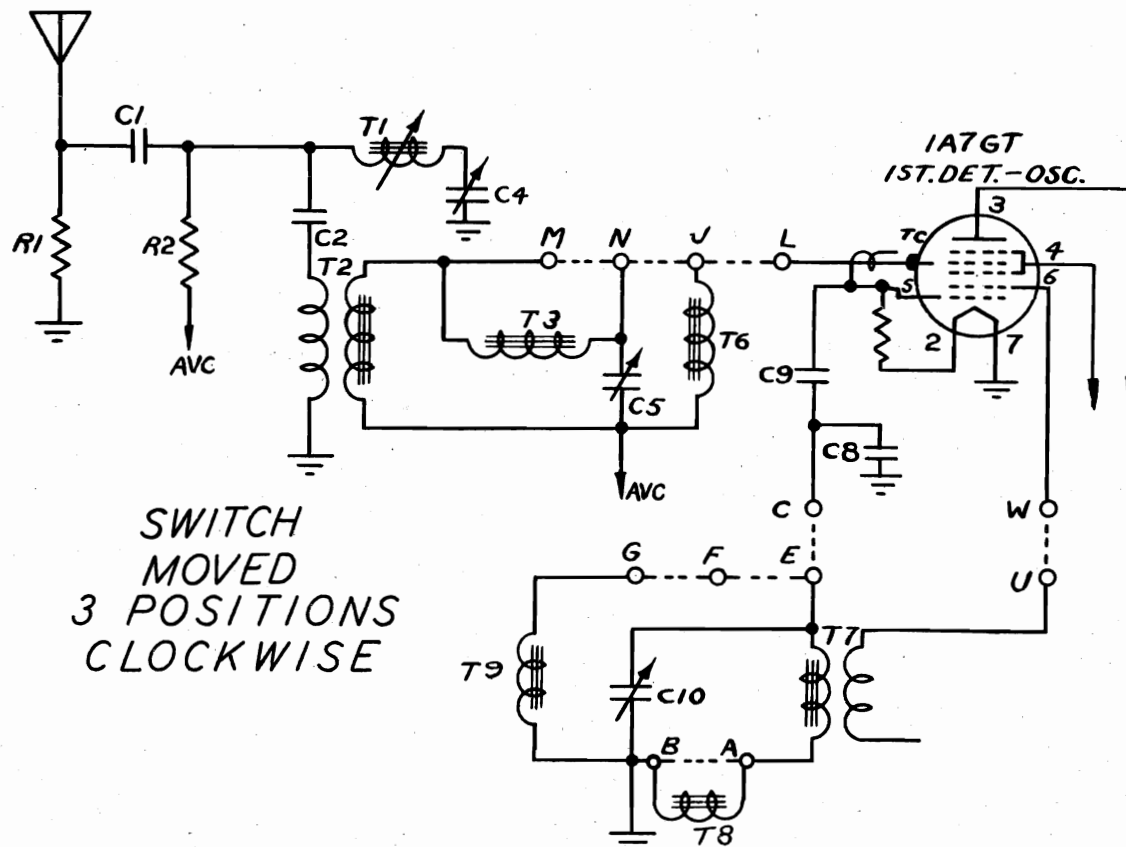 C1
T1
C4
R1
R2
C2
AVC
T2
M
N
J
L
T3
C5
T6
AVC
1A7GT
1ST.DET.-OSC.
3
TC
4
5
6
2
7
C9
C8
C
W
G
F
E
U
T7
T9
C10
B
A
T8
SWITCH
MOVED
3 POSITIONS
CLOCKWISE